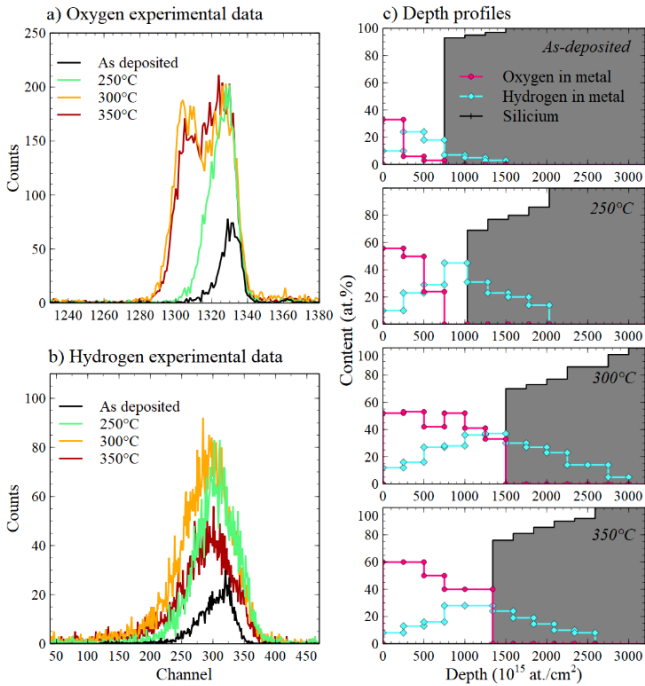 a) Oxygen experimental data
250
200
150
100
50
0
Counts
As deposited
250°C
300°C
350°C
1240 1260 1280 1300 1320 1340 1360 1380
b) Hydrogen experimental data
100
80
60
40
20
0
Counts
As deposited
250°C
300°C
350°C
50 100 150 200 250 300 350 400 450
Channel
c) Depth profiles
Content (at.%)
100
80
60
40
20
0
As-deposited
Oxygen in metal
Hydrogen in metal
Silicium
0 500 1000 1500 2000 2500 3000
80
60
40
20
0
250°C
0 500 1000 1500 2000 2500 3000
100
80
60
40
20
0
300°C
0 500 1000 1500 2000 2500 3000
80
60
40
20
0
350°C
0 500 1000 1500 2000 2500 3000
Depth (10¹⁵ at./cm²)